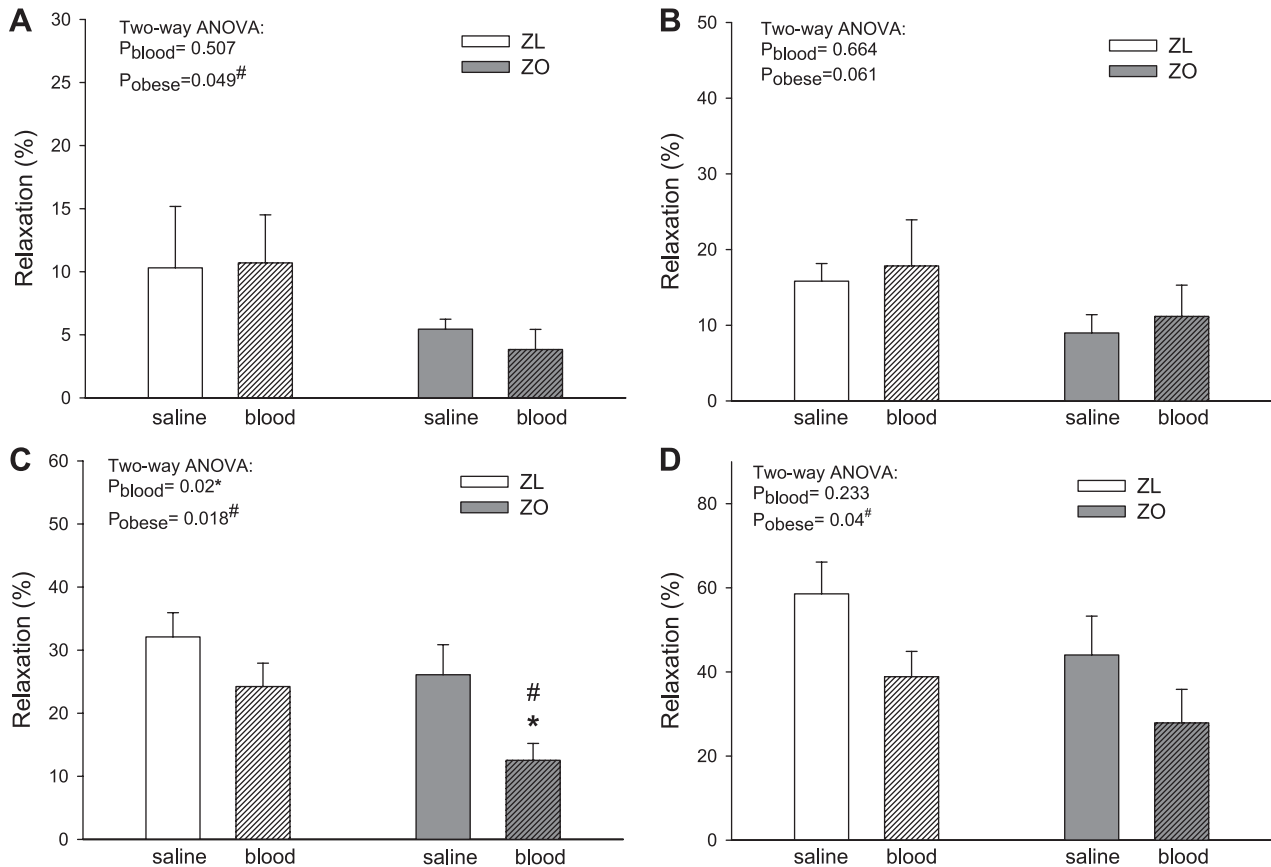 A
Two-way ANOVA:
Pblood= 0.507
Pobese=0.049#
ZL
ZO
Relaxation (%)
30
25
20
15
10
5
0
saline blood saline blood
B
Two-way ANOVA:
Pblood= 0.664
Pobese=0.061
ZL
ZO
Relaxation (%)
50
40
30
20
10
0
saline blood saline blood
C
Two-way ANOVA:
Pblood= 0.02*
Pobese= 0.018#
ZL
ZO
Relaxation (%)
60
50
40
30
20
10
0
#
*
saline blood saline blood
D
Two-way ANOVA:
Pblood= 0.233
Pobese= 0.04#
ZL
ZO
Relaxation (%)
80
60
40
20
0
saline blood saline blood